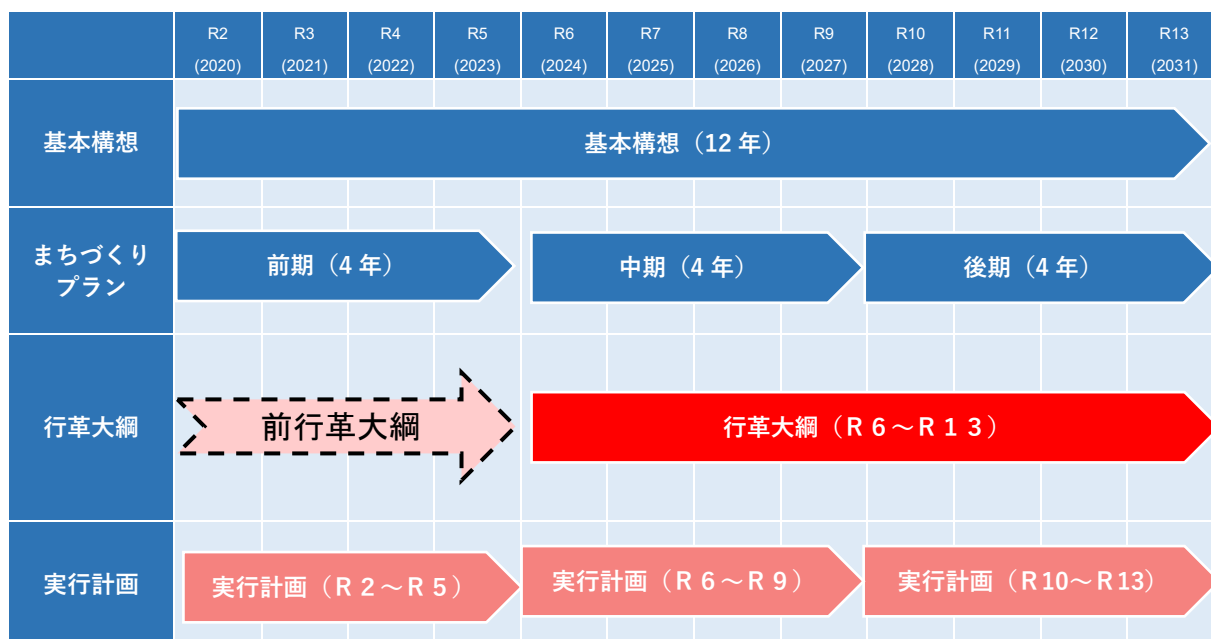 R2 R3 R4 R5 R6 R7 R8 R9 R10 R11 R12 R13
(2020) (2021) (2022) (2023) (2024) (2025) (2026) (2027) (2028) (2029) (2030) (2031)
基本構想
基本構想（12 年）
まちづくり
プラン
前期（4 年）
中期（4 年）
後期（4 年）
行革大綱
前行革大綱
行革大綱（Ｒ６～Ｒ１３）
実行計画
実行計画（Ｒ２～Ｒ５）
実行計画（Ｒ６～Ｒ９）
実行計画（Ｒ10～Ｒ13）